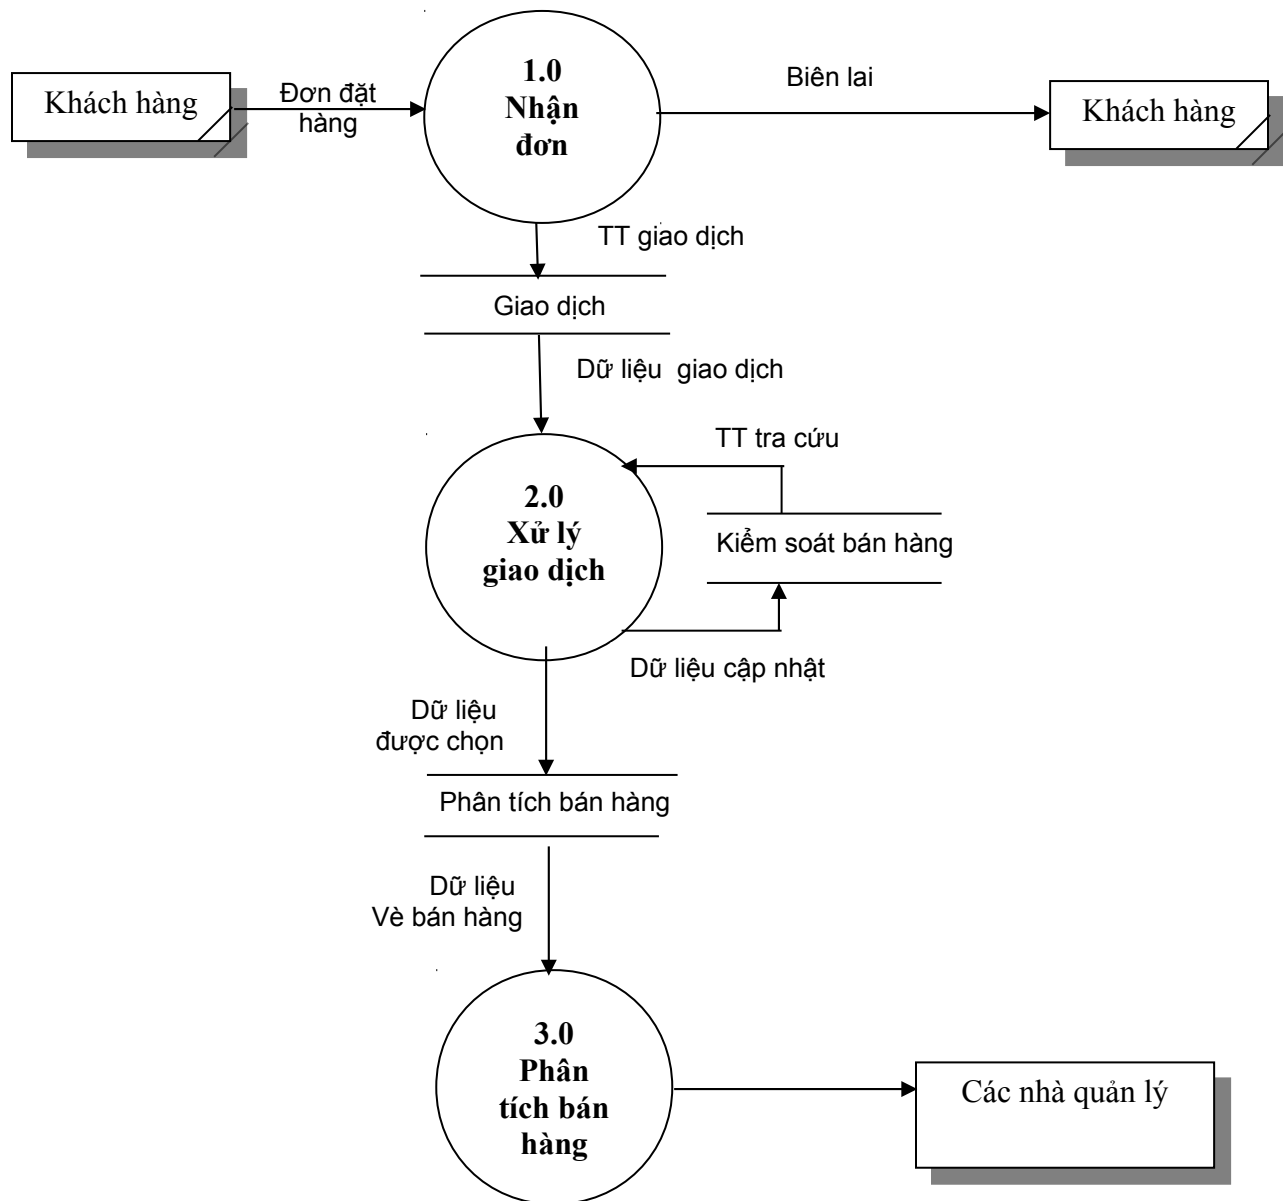 1.0
Nhận
đơn
Khách hàng
Đơn đặt
hàng
Biên lai
Khách hàng
TT giao dịch
Giao dịch
Dữ liệu giao dịch
TT tra cứu
2.0
Xử lý
giao dịch
Kiểm soát bán hàng
Dữ liệu cập nhật
Dữ liệu
được chọn
Phân tích bán hàng
Dữ liệu
Vè bán hàng
3.0
Phân
tích bán
hàng
Các nhà quản lý